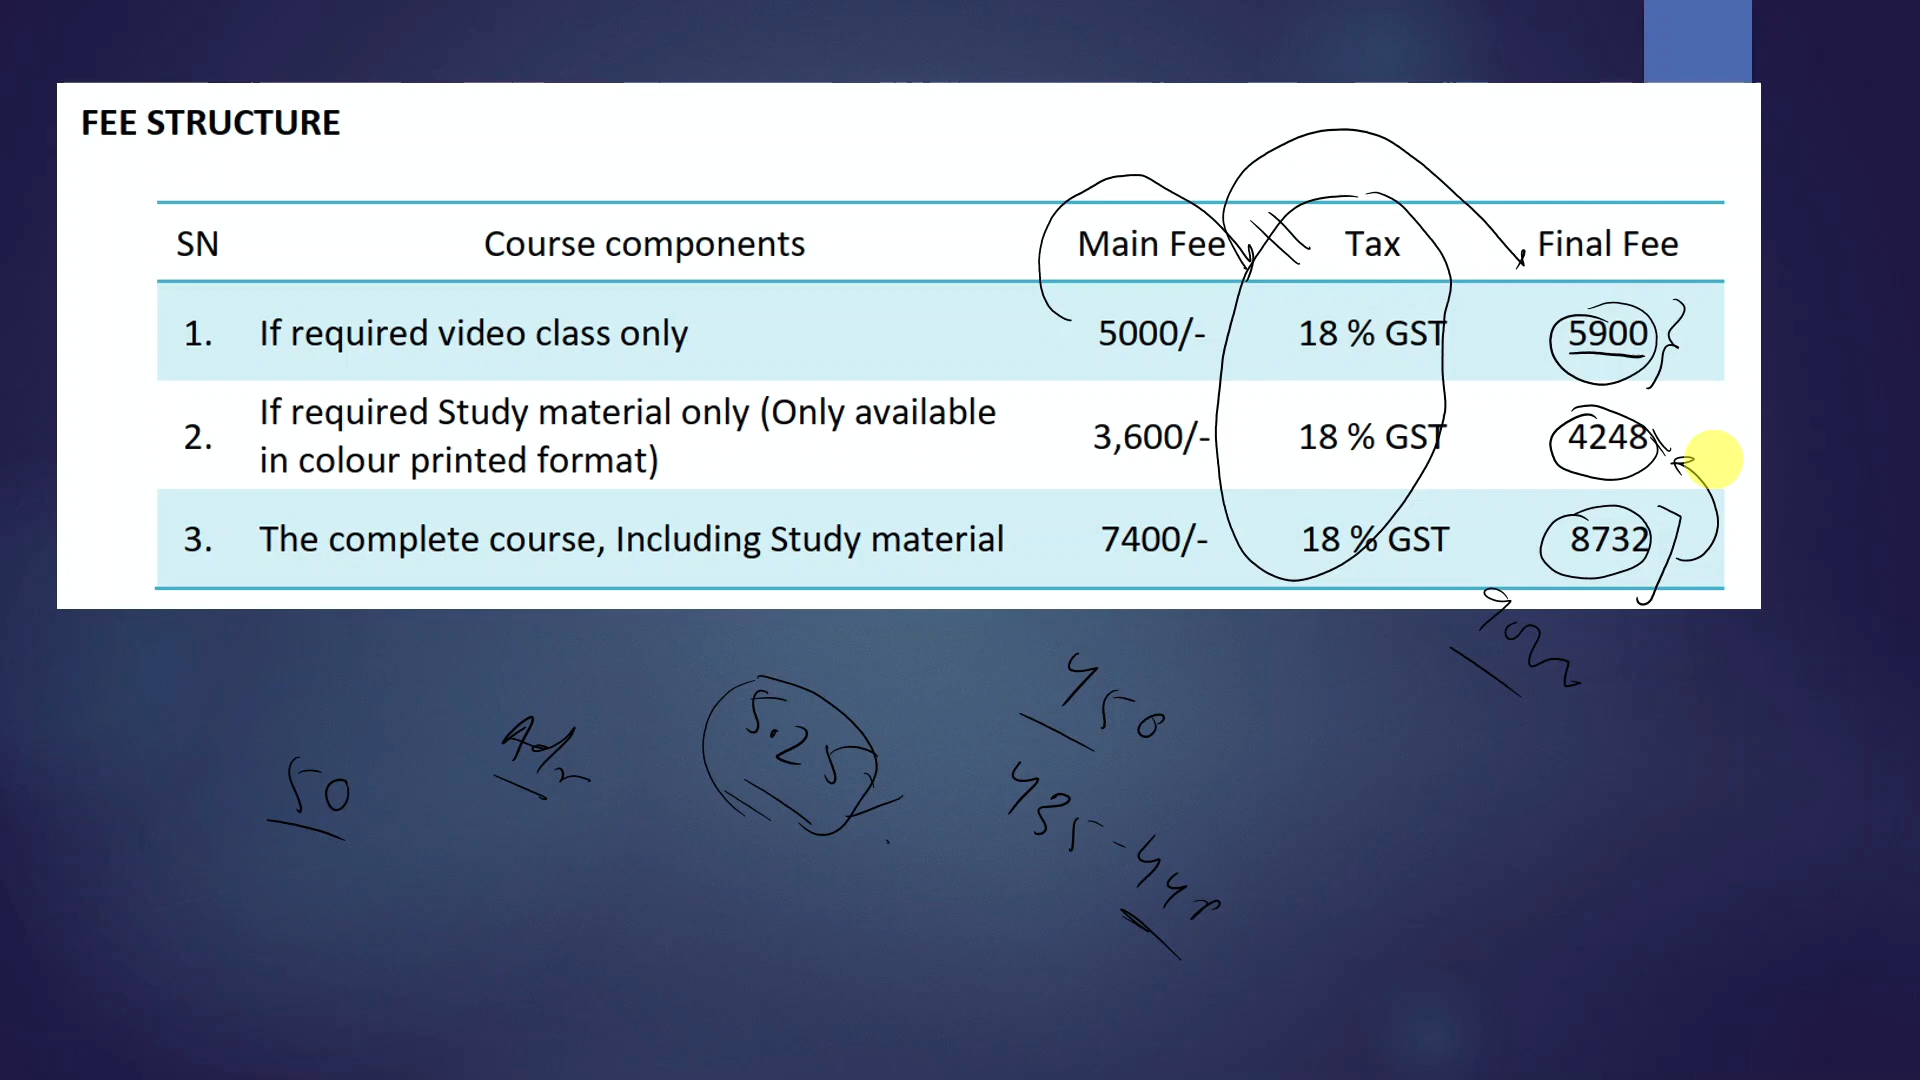 FEE STRUCTURE
SN Course components Main Fee Tax Final Fee
1. If required video class only 5000/- 18 % GST 5900
2. If required Study material only (Only available in colour printed format) 3,600/- 18 % GST 4248
3. The complete course, Including Study material 7400/- 18 % GST 8732
450
5.25
50